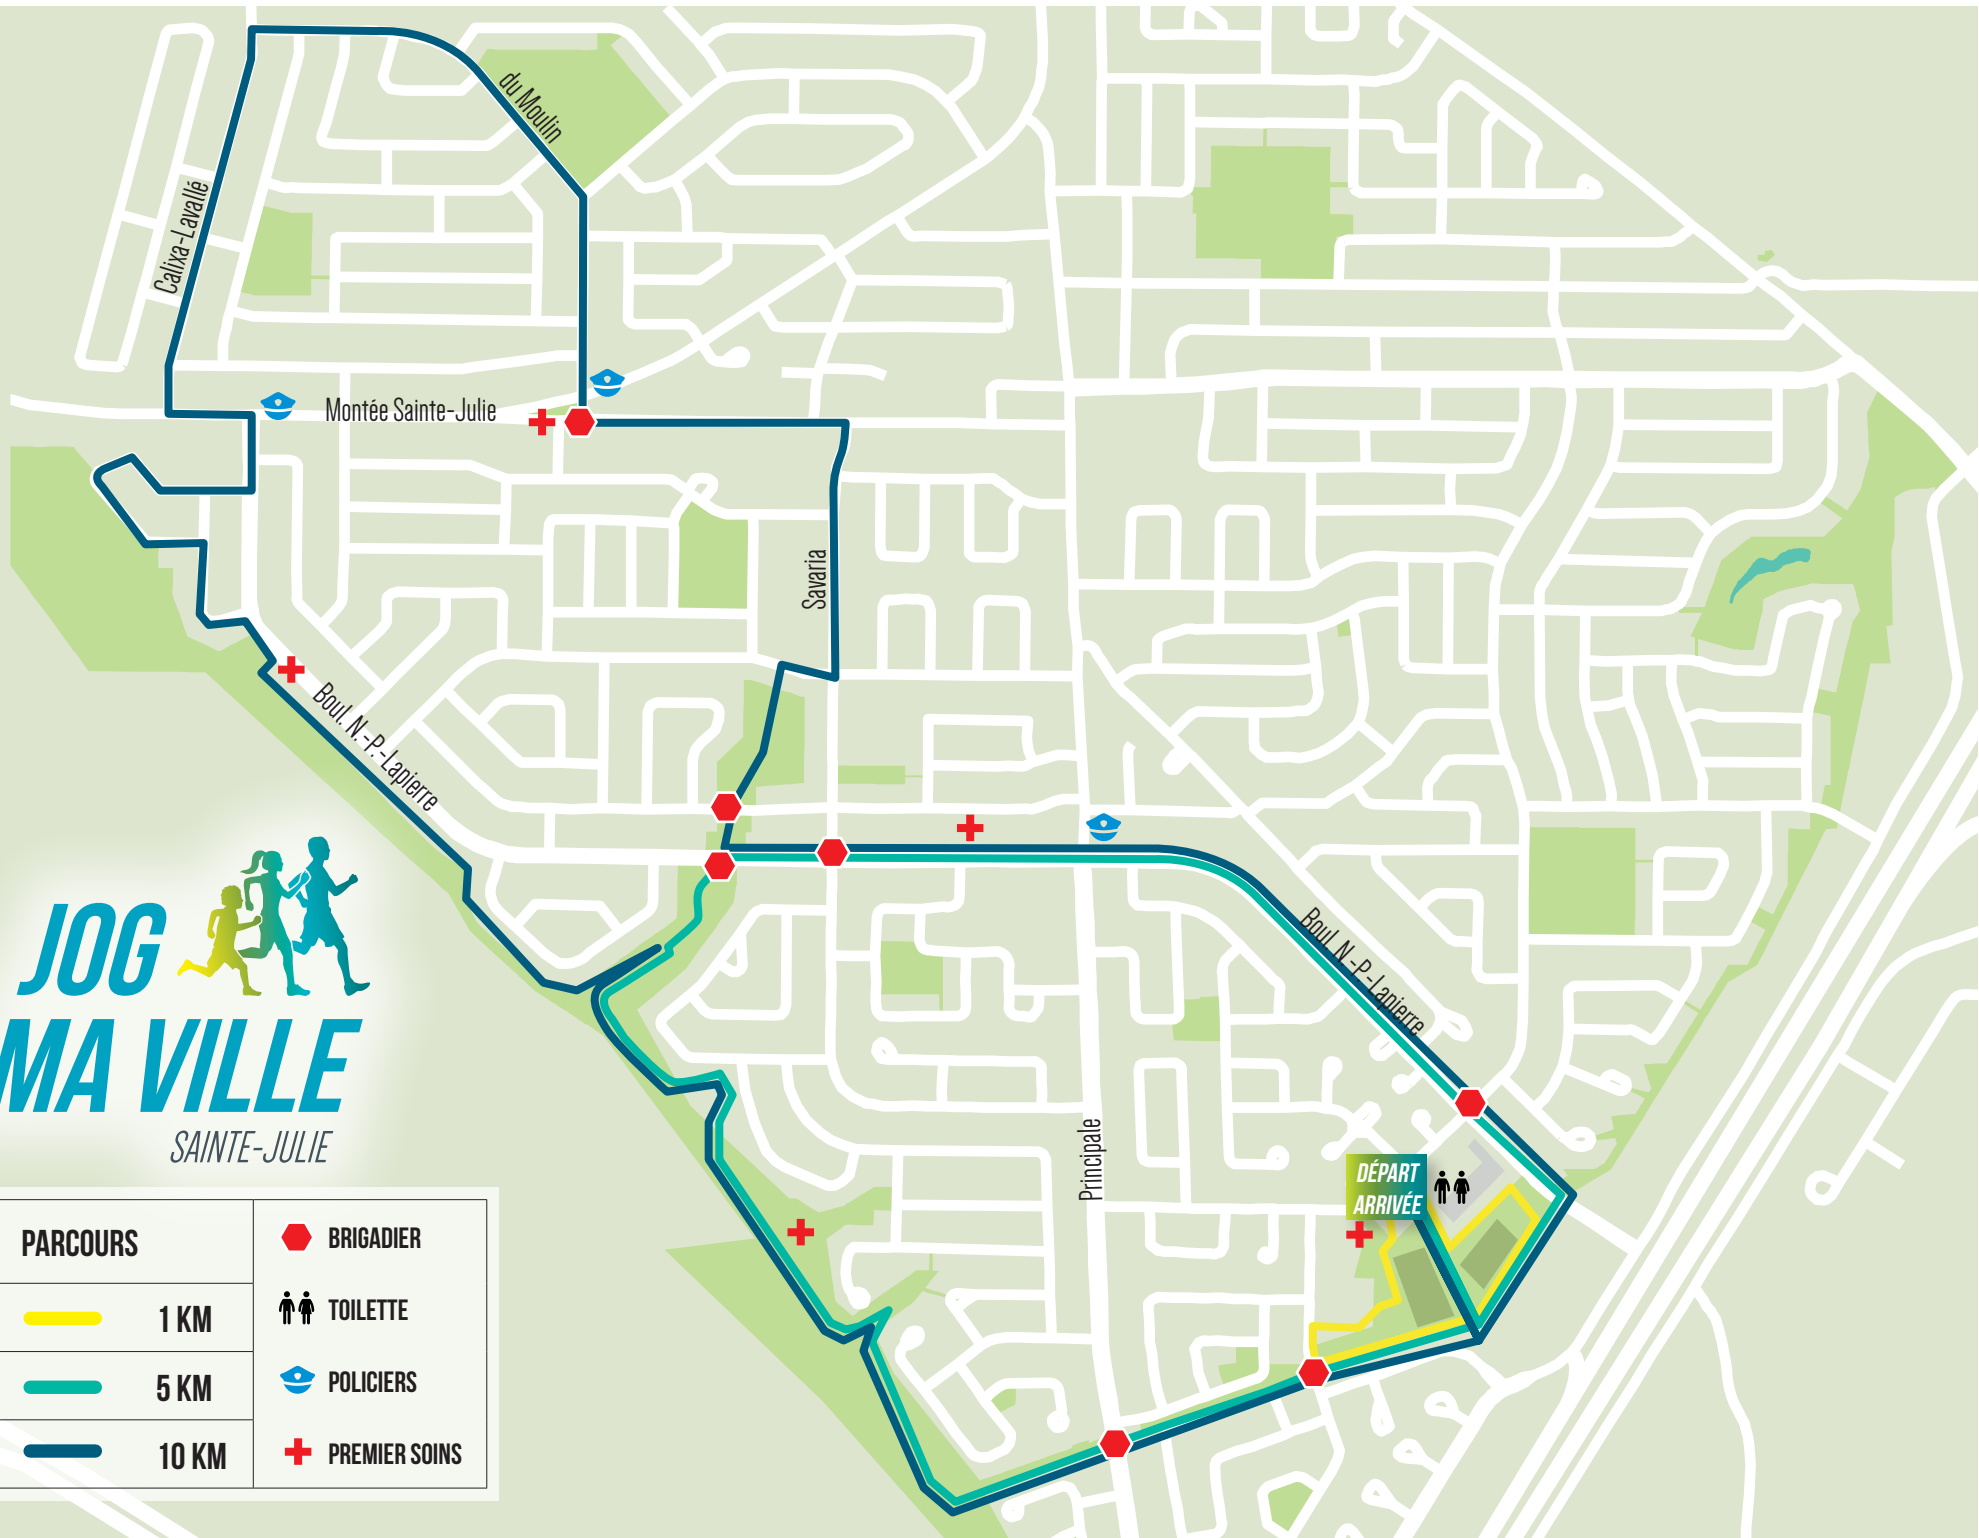 du Moulin
Calixa-Lavallé
Montée Sainte-Julie
Savaria
Boul. N.-P.-Lapierre
Boul. N.-P.-Lapierre
Principale
DÉPART
ARRIVÉE
JOG
MA VILLE
SAINTE-JULIE
PARCOURS
1 KM
5 KM
10 KM
BRIGADIER
TOILETTE
POLICIERS
PREMIER SOINS